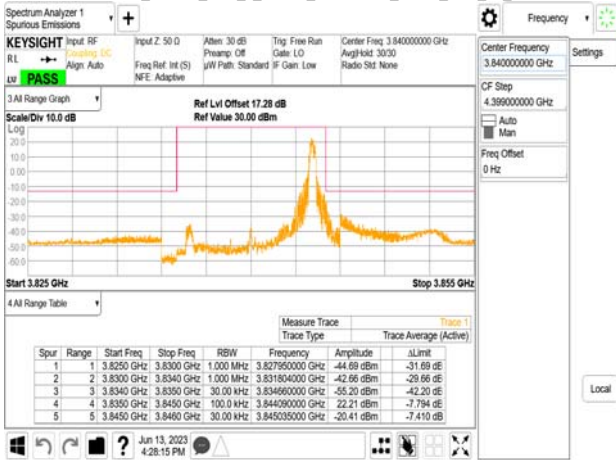 Spectrum Analyzer 1
Spurious Emissions
Frequency
KEYSIGHT Input: RF Input Z: 50 Ω Atten: 30 dB Trig: Free Run Center Freq: 3.840000000 GHz
RL Coupling: DC Preamp: Off Gate: LO Avg|Hold: 30/30
Align: Auto Freq Ref: Int (S) µW Path: Standard IF Gain: Low Radio Std: None
NFE: Adaptive
LV PASS
Center Frequency
3.840000000 GHz
Settings
CF Step
4.399000000 GHz
Auto
Man
Freq Offset
0 Hz
Local
3 All Range Graph
Ref Lvl Offset 17.28 dB
Scale/Div 10.0 dB Ref Value 30.00 dBm
Log
20.0
10.0
0.00
-10.0
-20.0
-30.0
-40.0
-50.0
-60.0
Start 3.825 GHz Stop 3.855 GHz
4 All Range Table
Measure Trace Trace 1
Trace Type Trace Average (Active)
Spur Range Start Freq Stop Freq RBW Frequency Amplitude ΔLimit
1 1 3.8250 GHz 3.8300 GHz 1.000 MHz 3.827950000 GHz -44.69 dBm -31.69 dB
2 2 3.8300 GHz 3.8340 GHz 1.000 MHz 3.831804000 GHz -42.66 dBm -29.66 dB
3 3 3.8340 GHz 3.8350 GHz 30.00 kHz 3.834660000 GHz -55.20 dBm -42.20 dB
4 4 3.8350 GHz 3.8450 GHz 100.0 kHz 3.844090000 GHz 22.21 dBm -7.794 dB
5 5 3.8450 GHz 3.8460 GHz 30.00 kHz 3.845035000 GHz -20.41 dBm -7.410 dB
Jun 13, 2023
4:28:15 PM